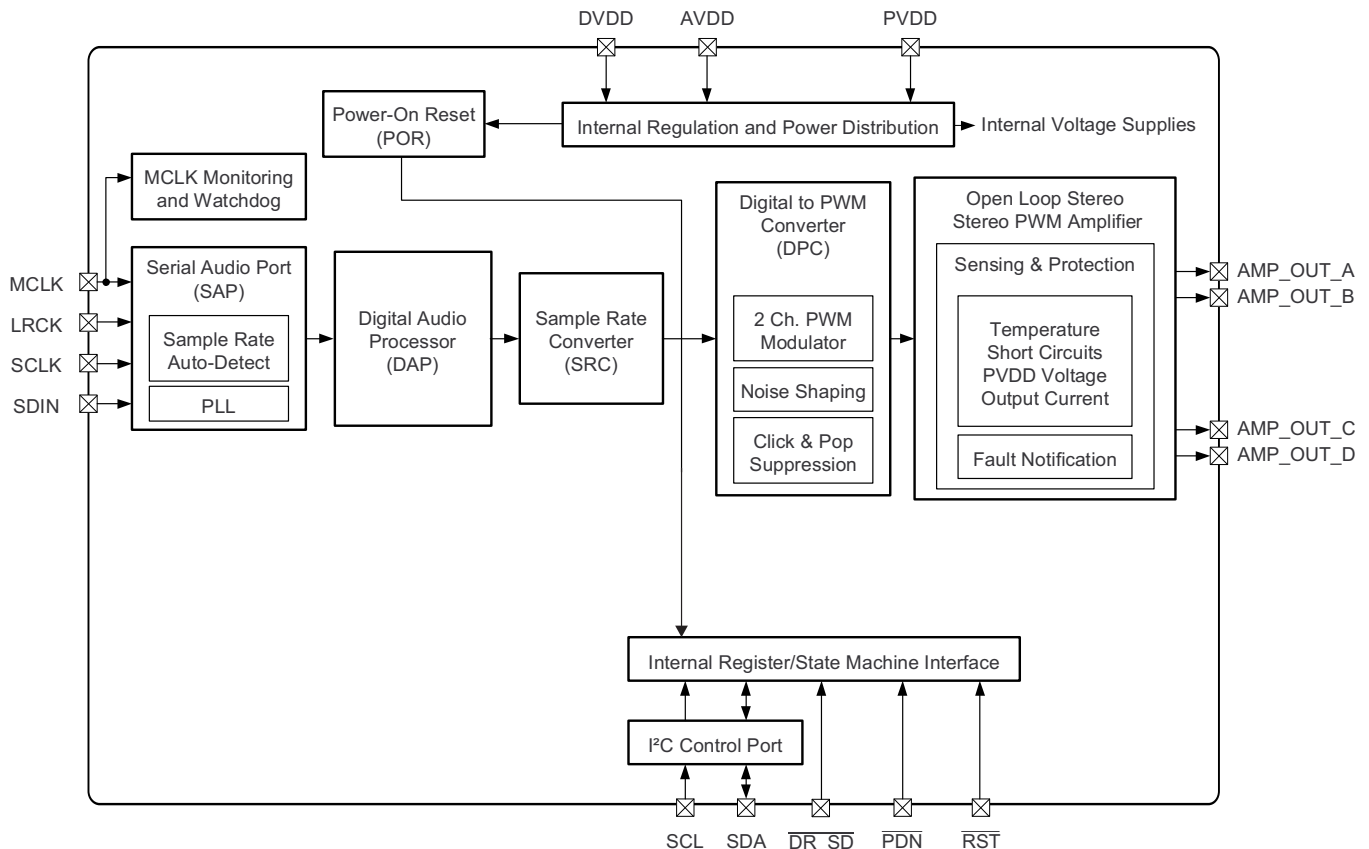 DVDD AVDD PVDD
Power-On Reset
(POR)
Internal Regulation and Power Distribution
Internal Voltage Supplies
MCLK Monitoring
and Watchdog
MCLK
LRCK
SCLK
SDIN
Serial Audio Port
(SAP)
Sample Rate
Auto-Detect
PLL
Digital Audio
Processor
(DAP)
Sample Rate
Converter
(SRC)
Digital to PWM
Converter
(DPC)
2 Ch. PWM
Modulator
Noise Shaping
Click & Pop
Suppression
Open Loop Stereo
Stereo PWM Amplifier
Sensing & Protection
Temperature
Short Circuits
PVDD Voltage
Output Current
Fault Notification
AMP_OUT_A
AMP_OUT_B
AMP_OUT_C
AMP_OUT_D
Internal Register/State Machine Interface
I²C Control Port
SCL SDA DR_SD PDN RST